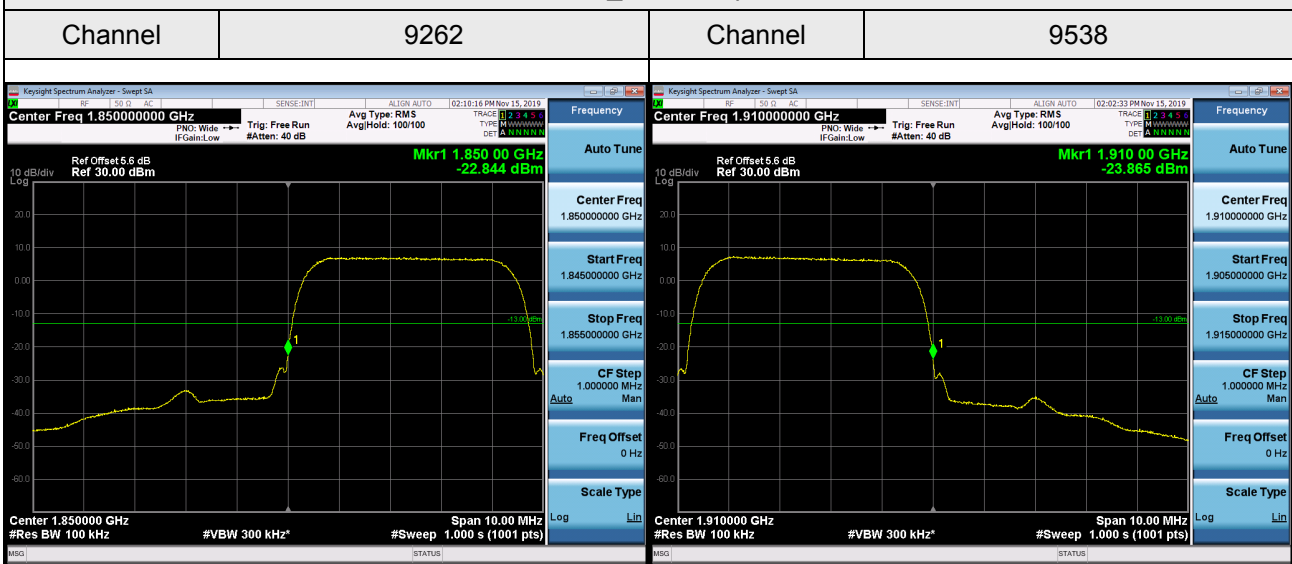 Channel 9262 Channel 9538
Keysight Spectrum Analyzer - Swept SA
RF 50 Ω AC SENSE:INT ALIGN AUTO 02:10:16 PM Nov 15, 2019
Center Freq 1.850000000 GHz
PNO: Wide
IFGain:Low
Trig: Free Run
#Atten: 40 dB
Avg Type: RMS
Avg|Hold: 100/100
TRACE 1 2 3 4 5 6
TYPE M W W W W W
DET A N N N N N
Ref Offset 5.6 dB
Ref 30.00 dBm
10 dB/div
Log
Mkr1 1.850 00 GHz
-22.844 dBm
20.0
10.0
0.00
-10.0
-20.0
-30.0
-40.0
-50.0
-60.0
-13.00 dBm
1
Center 1.850000 GHz
#Res BW 100 kHz
#VBW 300 kHz*
Span 10.00 MHz
#Sweep 1.000 s (1001 pts)
MSG STATUS
Frequency
Auto Tune
Center Freq
1.850000000 GHz
Start Freq
1.845000000 GHz
Stop Freq
1.855000000 GHz
CF Step
1.000000 MHz
Auto Man
Freq Offset
0 Hz
Scale Type
Log Lin
Keysight Spectrum Analyzer - Swept SA
RF 50 Ω AC SENSE:INT ALIGN AUTO 02:02:33 PM Nov 15, 2019
Center Freq 1.910000000 GHz
PNO: Wide
IFGain:Low
Trig: Free Run
#Atten: 40 dB
Avg Type: RMS
Avg|Hold: 100/100
TRACE 1 2 3 4 5 6
TYPE M W W W W W
DET A N N N N N
Ref Offset 5.6 dB
Ref 30.00 dBm
10 dB/div
Log
Mkr1 1.910 00 GHz
-23.865 dBm
20.0
10.0
0.00
-10.0
-20.0
-30.0
-40.0
-50.0
-60.0
-13.00 dBm
1
Center 1.910000 GHz
#Res BW 100 kHz
#VBW 300 kHz*
Span 10.00 MHz
#Sweep 1.000 s (1001 pts)
MSG STATUS
Frequency
Auto Tune
Center Freq
1.910000000 GHz
Start Freq
1.905000000 GHz
Stop Freq
1.915000000 GHz
CF Step
1.000000 MHz
Auto Man
Freq Offset
0 Hz
Scale Type
Log Lin